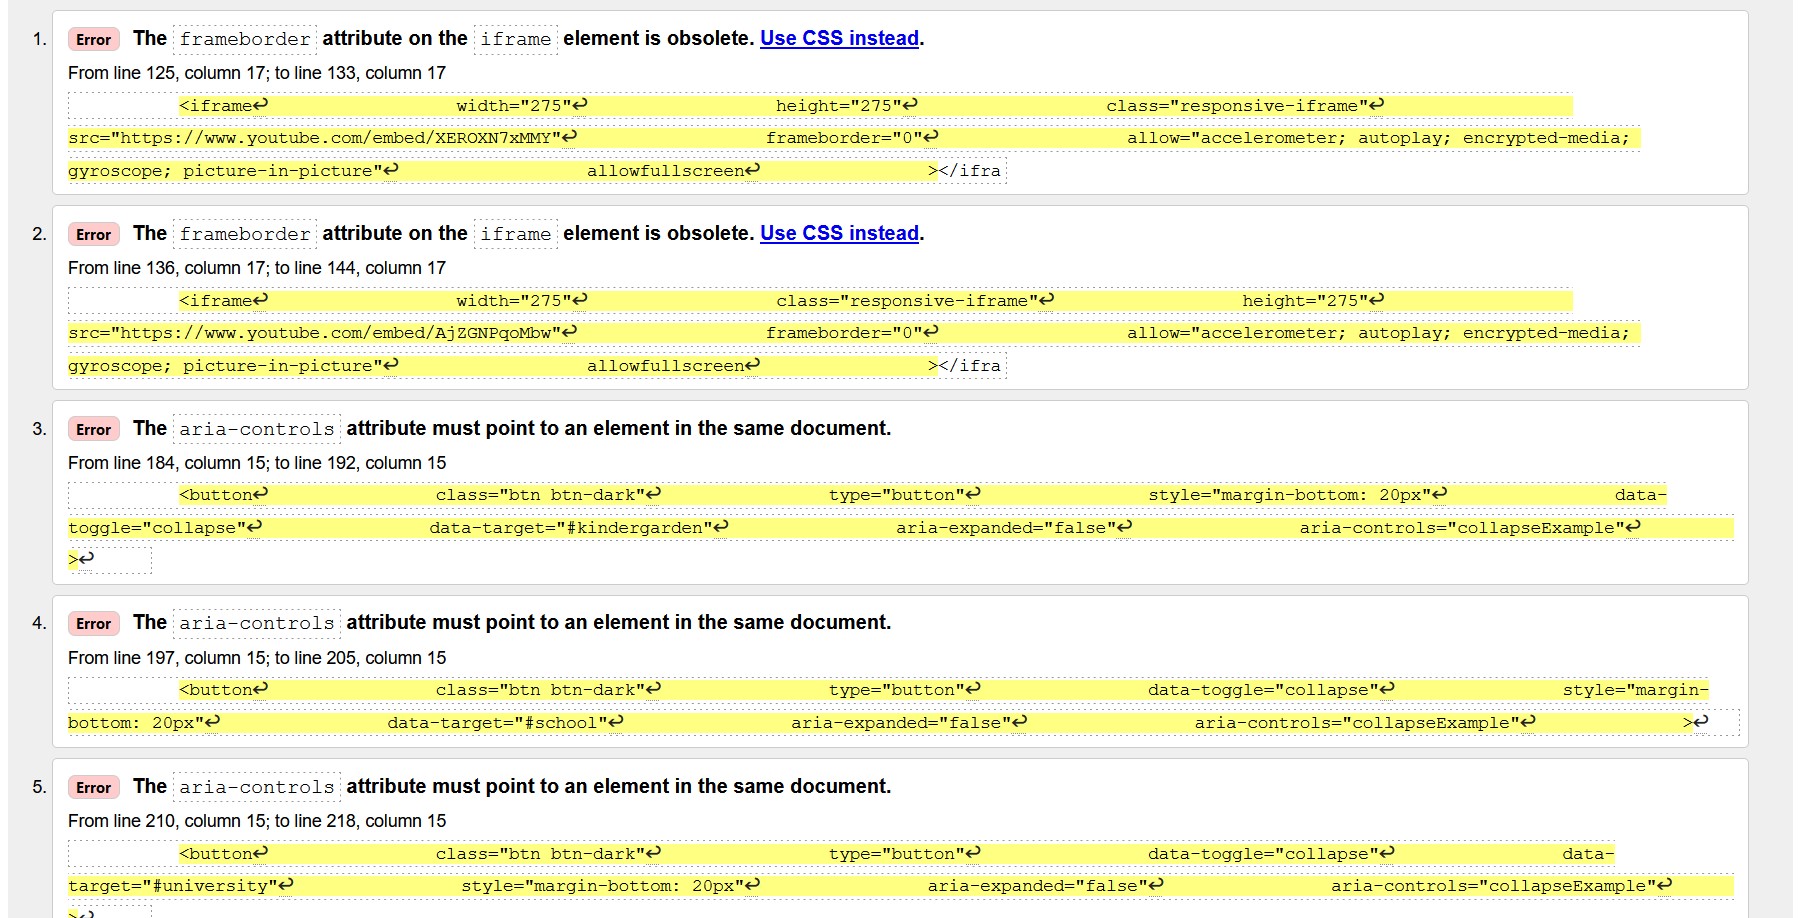 1. Error The frameborder attribute on the iframe element is obsolete. Use CSS instead.
From line 125, column 17; to line 133, column 17
<iframe↩ width="275"↩ height="275"↩ class="responsive-iframe"↩
src="https://www.youtube.com/embed/XEROXN7xMMY"↩ frameborder="0"↩ allow="accelerometer; autoplay; encrypted-media;
gyroscope; picture-in-picture"↩ allowfullscreen↩ ></ifra
2. Error The frameborder attribute on the iframe element is obsolete. Use CSS instead.
From line 136, column 17; to line 144, column 17
<iframe↩ width="275"↩ class="responsive-iframe"↩ height="275"↩
src="https://www.youtube.com/embed/AjZGNPqoMbw"↩ frameborder="0"↩ allow="accelerometer; autoplay; encrypted-media;
gyroscope; picture-in-picture"↩ allowfullscreen↩ ></ifra
3. Error The aria-controls attribute must point to an element in the same document.
From line 184, column 15; to line 192, column 15
<button↩ class="btn btn-dark"↩ type="button"↩ style="margin-bottom: 20px"↩ data-
toggle="collapse"↩ data-target="#kindergarden"↩ aria-expanded="false"↩ aria-controls="collapseExample"↩
>↩
4. Error The aria-controls attribute must point to an element in the same document.
From line 197, column 15; to line 205, column 15
<button↩ class="btn btn-dark"↩ type="button"↩ data-toggle="collapse"↩ style="margin-
bottom: 20px"↩ data-target="#school"↩ aria-expanded="false"↩ aria-controls="collapseExample"↩ >↩
5. Error The aria-controls attribute must point to an element in the same document.
From line 210, column 15; to line 218, column 15
<button↩ class="btn btn-dark"↩ type="button"↩ data-toggle="collapse"↩ data-
target="#university"↩ style="margin-bottom: 20px"↩ aria-expanded="false"↩ aria-controls="collapseExample"↩
>↩